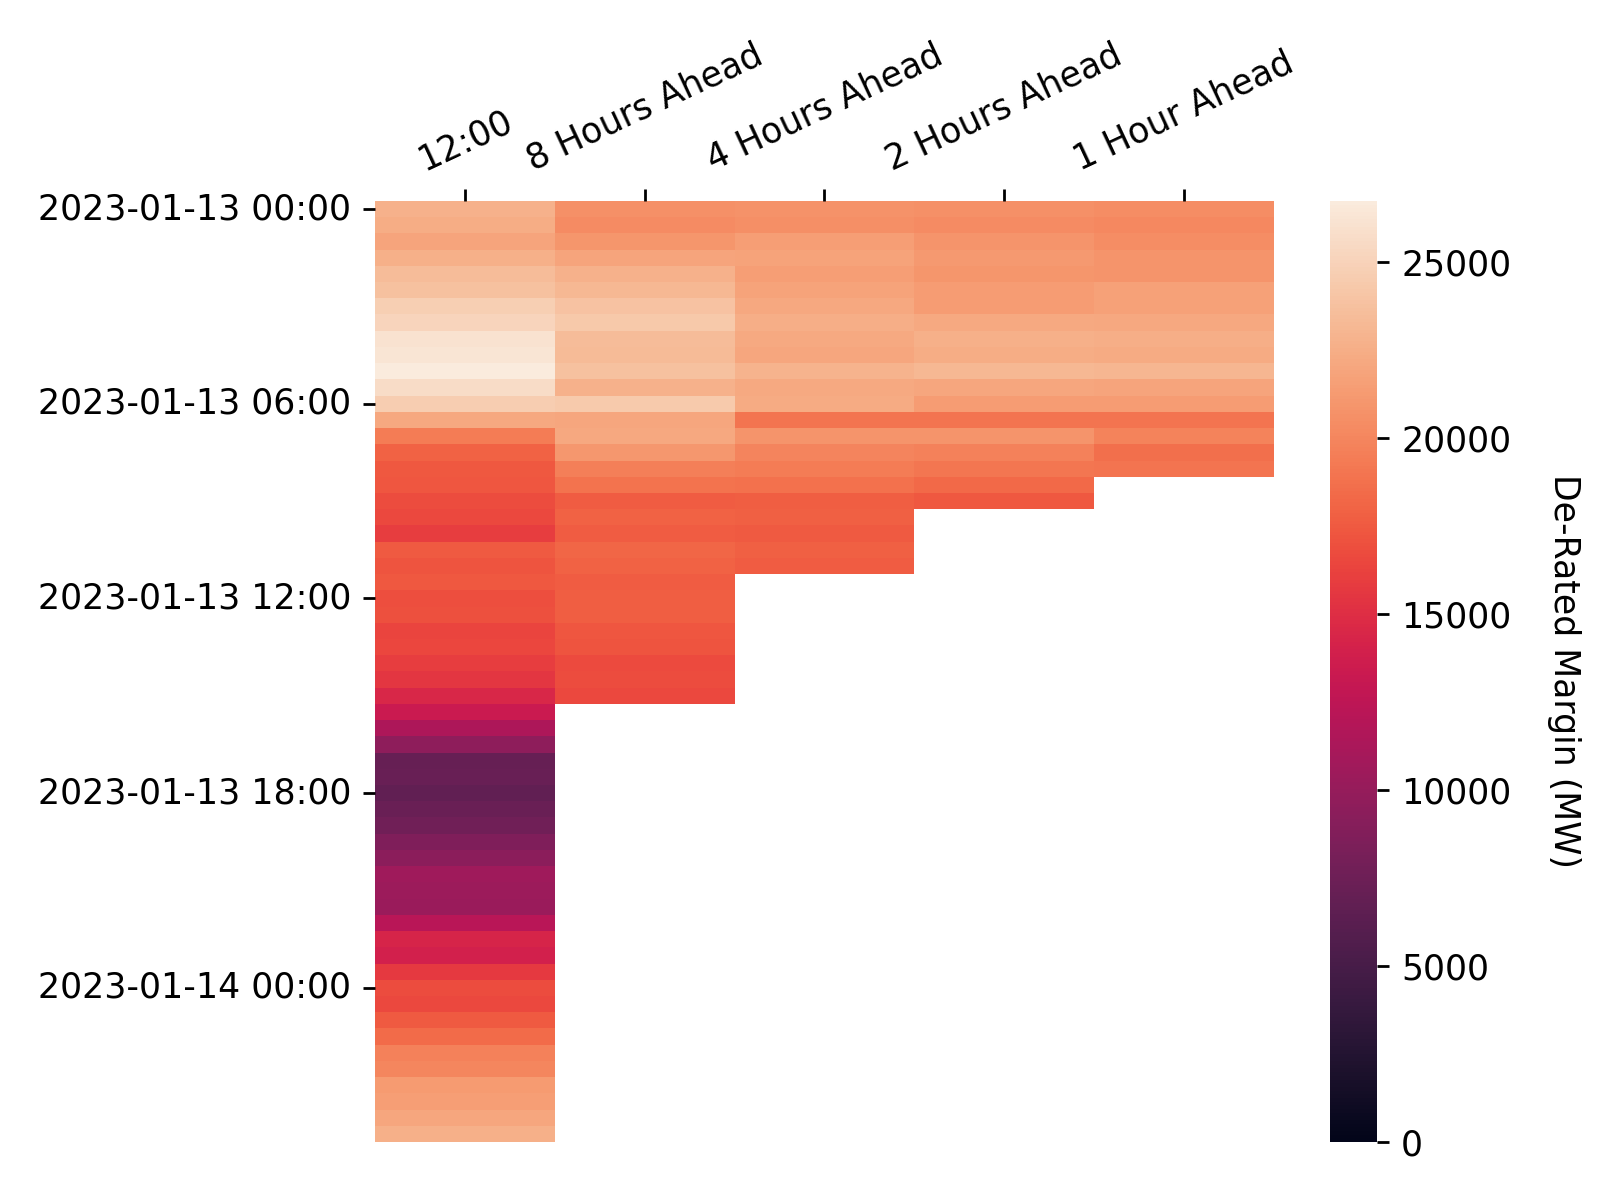 12:00
8 Hours Ahead
4 Hours Ahead
2 Hours Ahead
1 Hour Ahead
2023-01-13 00:00
2023-01-13 06:00
2023-01-13 12:00
2023-01-13 18:00
2023-01-14 00:00
25000
20000
15000
10000
5000
0
De-Rated Margin (MW)